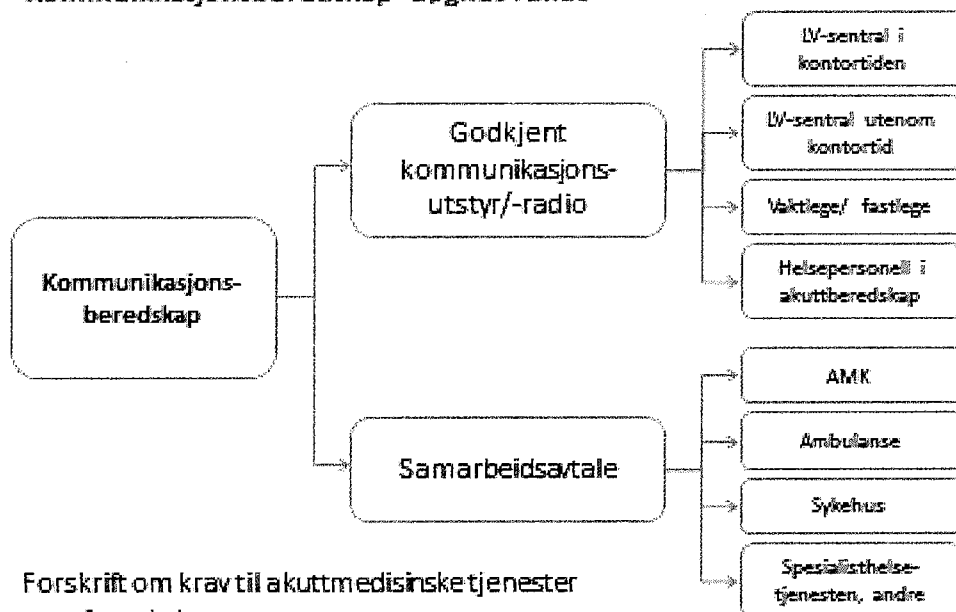 Kommunikasjons-
beredskap
Godkjent
kommunikasjons-
utstyr/-radio
LV-sentral i
kontortiden
LV-sentral utenom
kontortid
Vaktlege/ fastlege
Helsepersonell i
akuttberedskap
Samarbeidsavtale
AMK
Ambulanse
Sykehus
Spesialisthelse-
tjenesten, andre
Forskrift om krav til akuttmedisinske tjenester